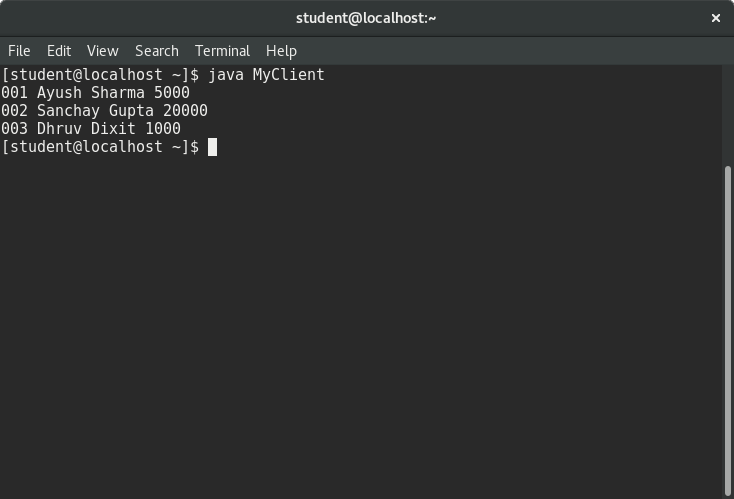 student@localhost:~
File Edit View Search Terminal Help
[student@localhost ~]$ java MyClient
001 Ayush Sharma 5000
002 Sanchay Gupta 20000
003 Dhruv Dixit 1000
[student@localhost ~]$